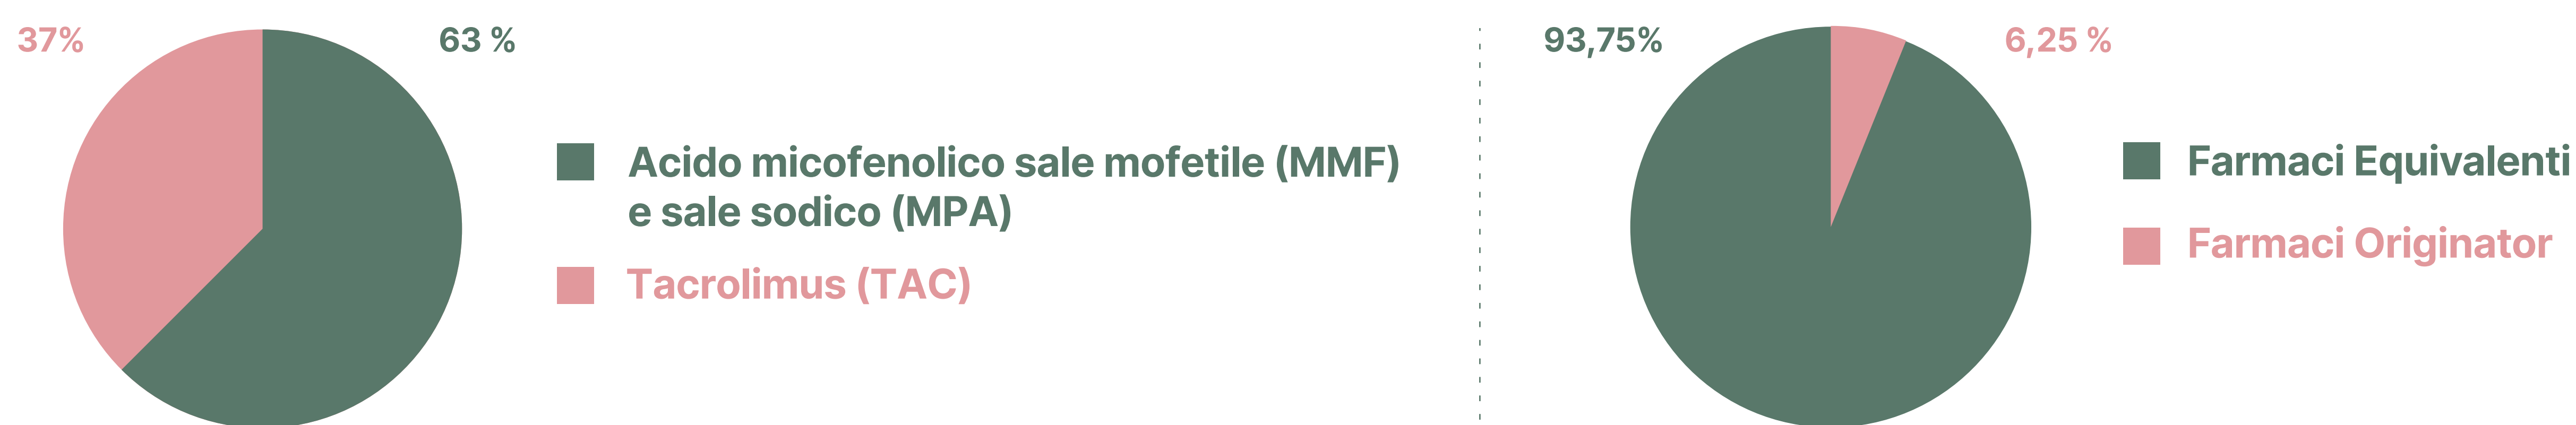 37%
63 %
Acido micofenolico sale mofetile (MMF)
e sale sodico (MPA)
Tacrolimus (TAC)
93,75%
6,25 %
Farmaci Equivalenti
Farmaci Originator